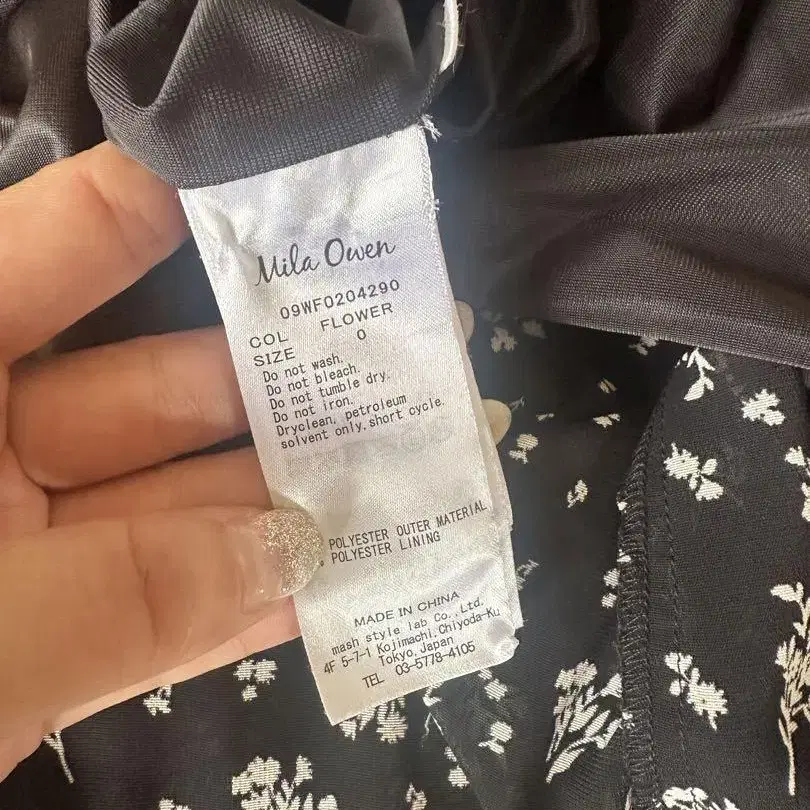 Mila Owen
09WF0204290
COL FLOWER
SIZE 0
Do not wash.
Do not bleach.
Do not tumble dry.
Do not iron.
Dryclean, petroleum
solvent only, short cycle.
POLYESTER OUTER MATERIAL
POLYESTER LINING
MADE IN CHINA
mash style lab Co.,Ltd.
4F 5-7-1 Kojimachi,Chiyoda-Ku
Tokyo,Japan
TEL 03-5778-4105